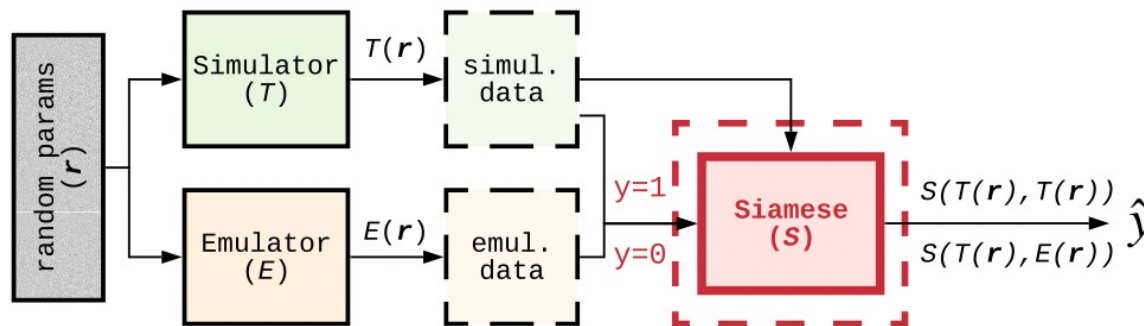 random params
(r)
Simulator
(T)
T(r)
simul.
data
Emulator
(E)
E(r)
emul.
data
y=1
y=0
Siamese
(S)
S(T(r),T(r))
S(T(r),E(r))
ŷ